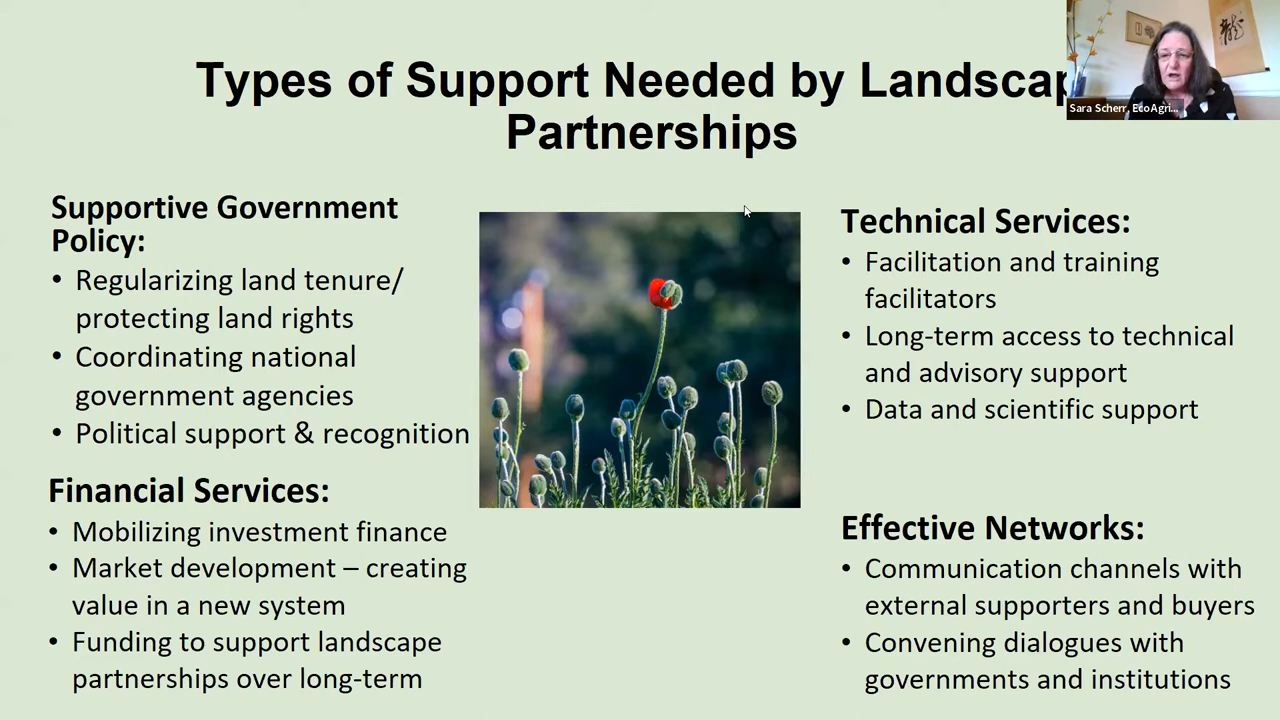 Types of Support Needed by Landscap
Partnerships
Sara Scherr, EcoAgri...
Supportive Government
Policy:
• Regularizing land tenure/
protecting land rights
• Coordinating national
government agencies
• Political support & recognition
Financial Services:
• Mobilizing investment finance
• Market development – creating
value in a new system
• Funding to support landscape
partnerships over long-term
Technical Services:
• Facilitation and training
facilitators
• Long-term access to technical
and advisory support
• Data and scientific support
Effective Networks:
• Communication channels with
external supporters and buyers
• Convening dialogues with
governments and institutions